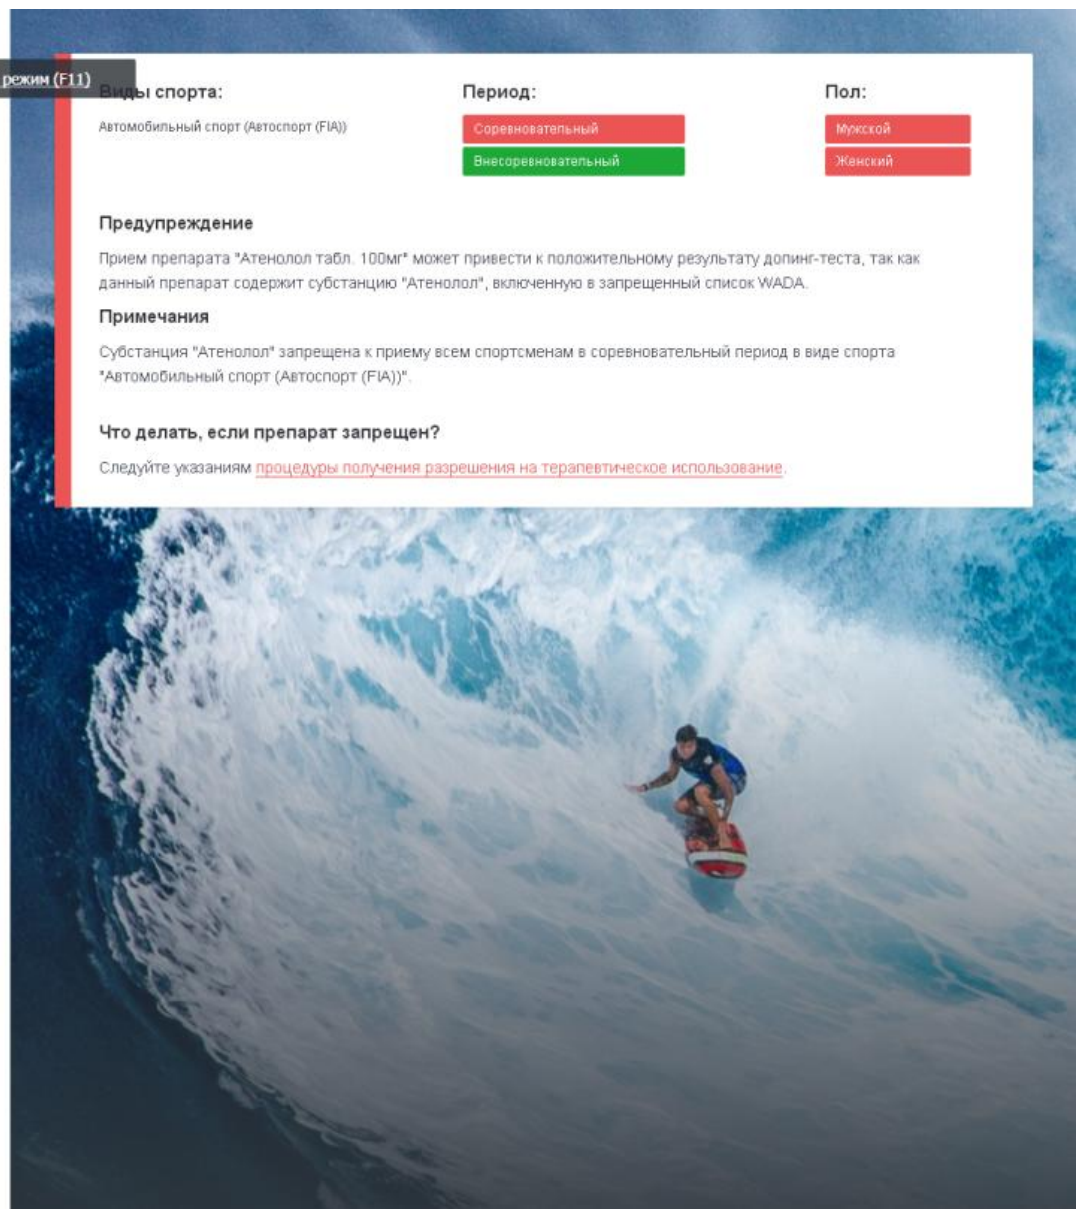 режим (F11)
Виды спорта:
Период:
Пол:
Автомобильный спорт (Автоспорт (FIA))
Соревновательный
Мужской
Внесоревновательный
Женский
Предупреждение
Прием препарата "Атенолол табл. 100мг" может привести к положительному результату допинг-теста, так как
данный препарат содержит субстанцию "Атенолол", включенную в запрещенный список WADA.
Примечания
Субстанция "Атенолол" запрещена к приему всем спортсменам в соревновательный период в виде спорта
"Автомобильный спорт (Автоспорт (FIA))".
Что делать, если препарат запрещен?
Следуйте указаниям процедуры получения разрешения на терапевтическое использование.